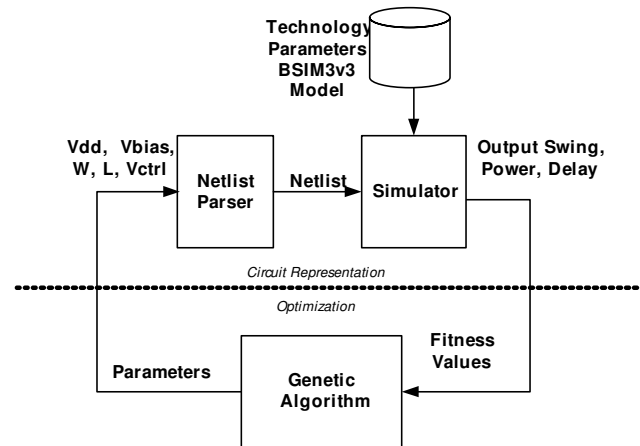 Technology
Parameters
BSIM3v3
Model
Vdd, Vbias,
W, L, Vctrl
Netlist
Parser
Netlist
Simulator
Output Swing,
Power, Delay
Circuit Representation
Optimization
Parameters
Genetic
Algorithm
Fitness
Values